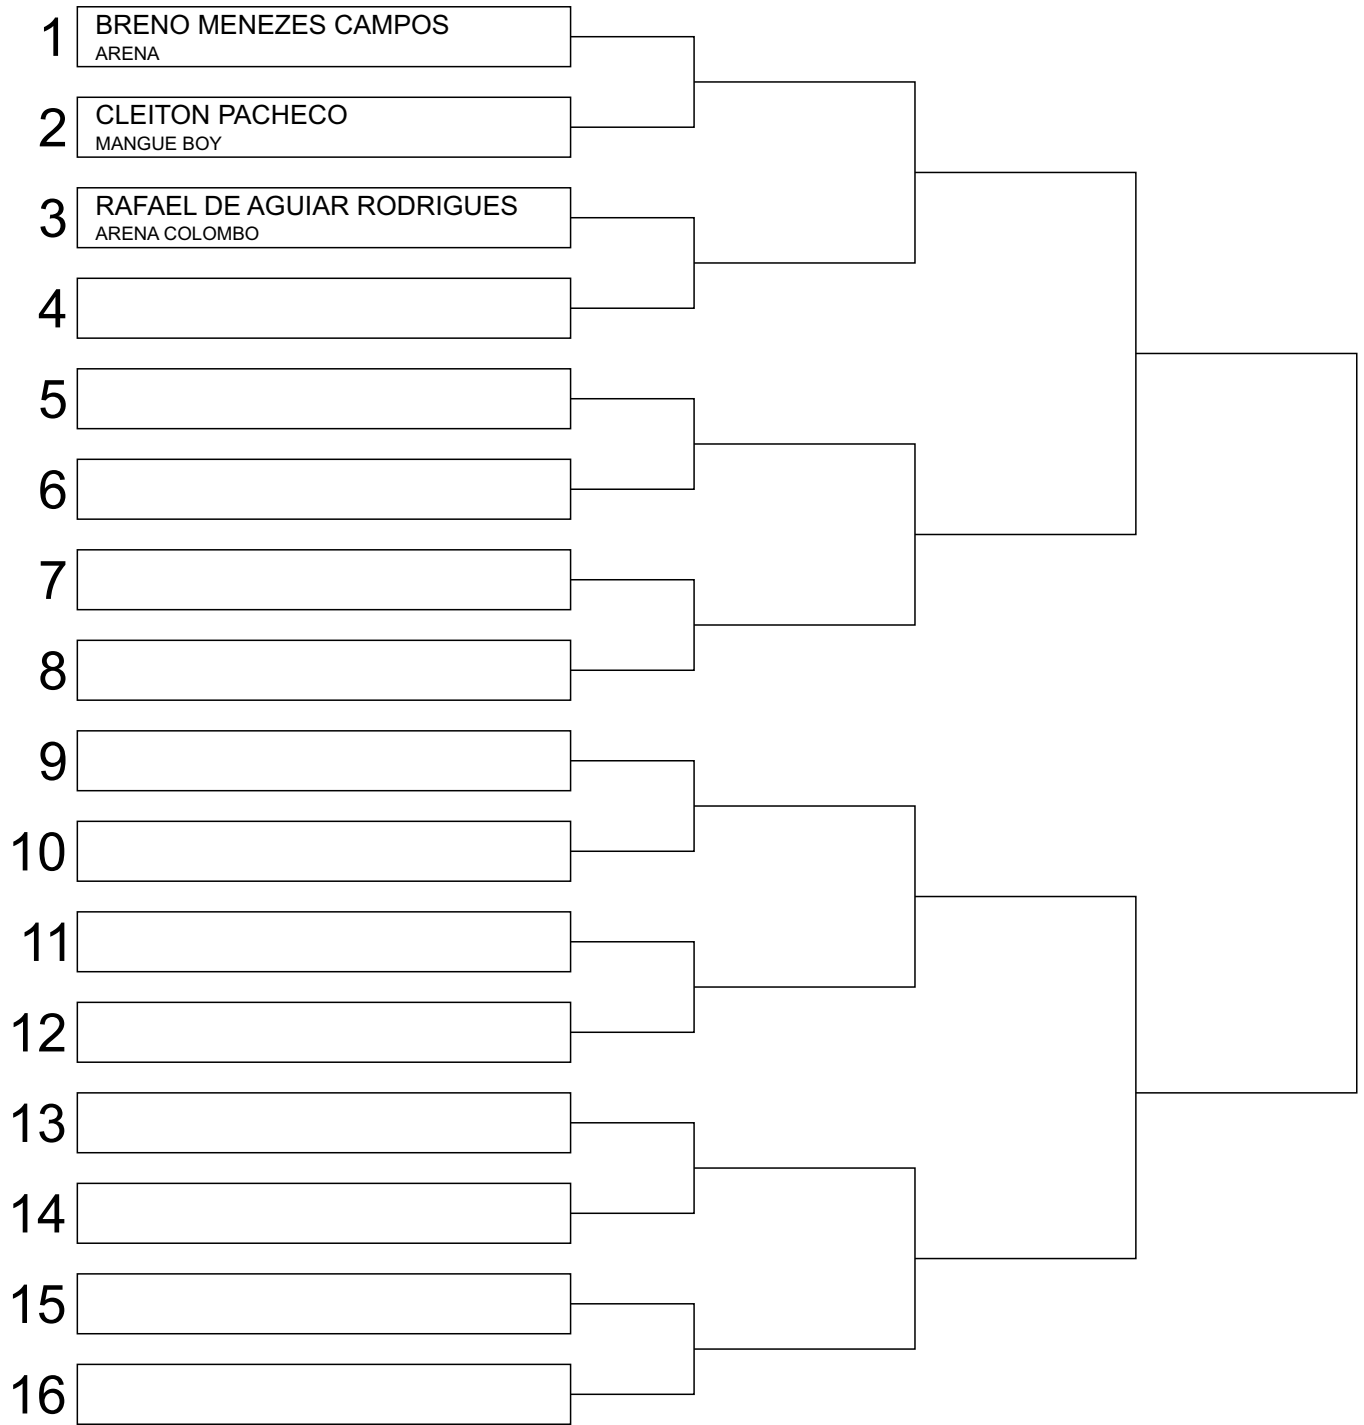 1
BRENO MENEZES CAMPOS
ARENA
2
CLEITON PACHECO
MANGUE BOY
3
RAFAEL DE AGUIAR RODRIGUES
ARENA COLOMBO
4
5
6
7
8
9
10
11
12
13
14
15
16